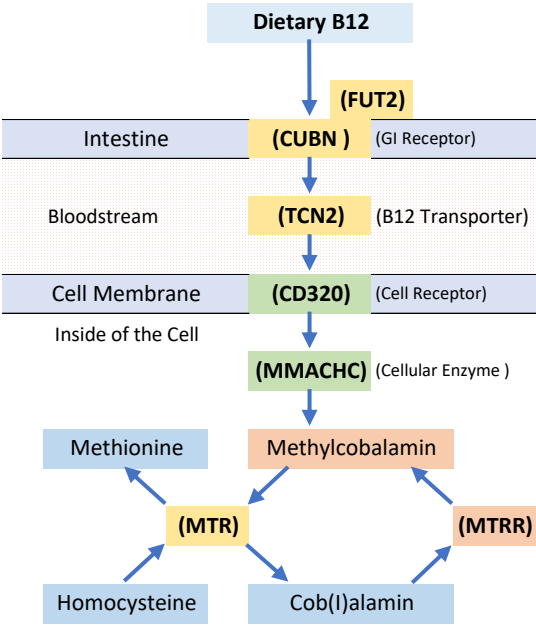 Dietary B12
(FUT2)
Intestine (CUBN ) (GI Receptor)
Bloodstream (TCN2) (B12 Transporter)
Cell Membrane (CD320) (Cell Receptor)
Inside of the Cell
(MMACHC) (Cellular Enzyme )
Methionine Methylcobalamin
(MTR) (MTRR)
Homocysteine Cob(I)alamin